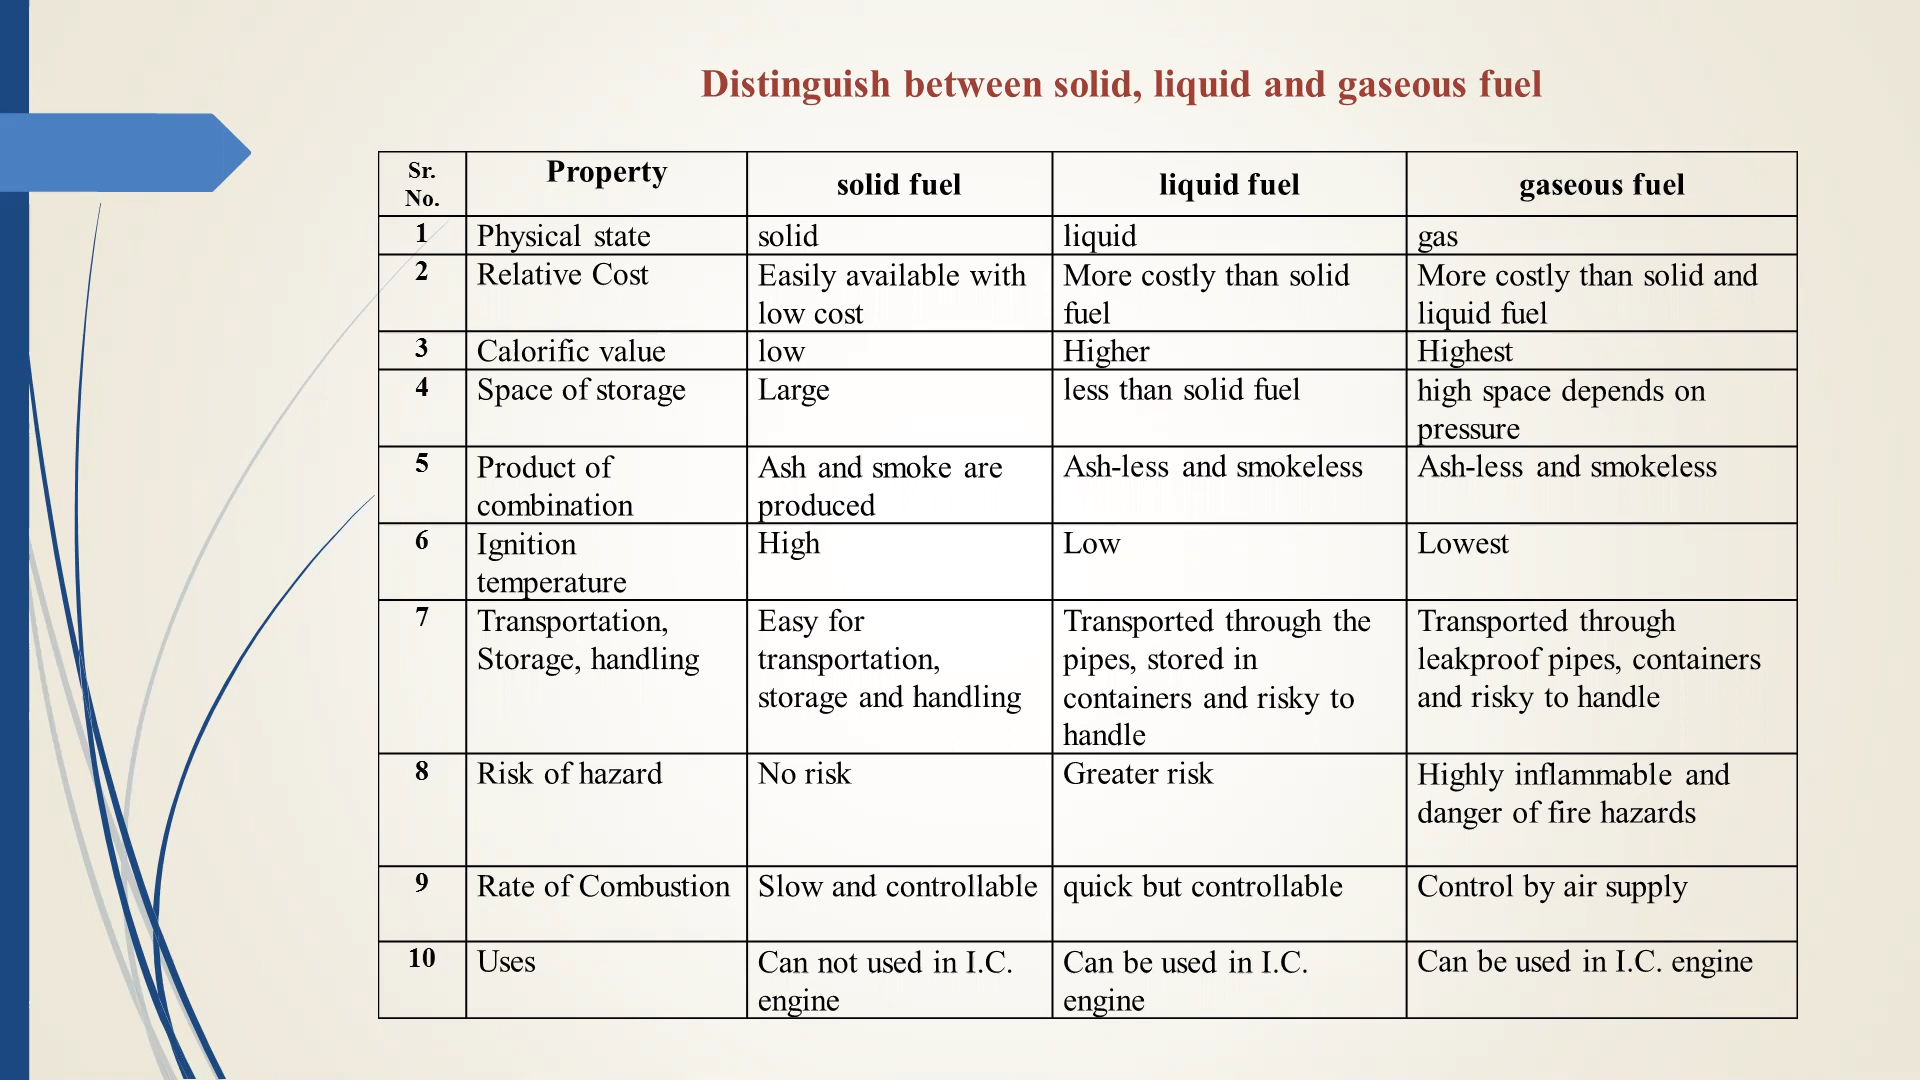 Distinguish between solid, liquid and gaseous fuel
Sr.
No.
Property
solid fuel
liquid fuel
gaseous fuel
1
Physical state
solid
liquid
gas
2
Relative Cost
Easily available with
low cost
More costly than solid
fuel
More costly than solid and
liquid fuel
3
Calorific value
low
Higher
Highest
4
Space of storage
Large
less than solid fuel
high space depends on
pressure
5
Product of
combination
Ash and smoke are
produced
Ash-less and smokeless
Ash-less and smokeless
6
Ignition
temperature
High
Low
Lowest
7
Transportation,
Storage, handling
Easy for
transportation,
storage and handling
Transported through the
pipes, stored in
containers and risky to
handle
Transported through
leakproof pipes, containers
and risky to handle
8
Risk of hazard
No risk
Greater risk
Highly inflammable and
danger of fire hazards
9
Rate of Combustion
Slow and controllable
quick but controllable
Control by air supply
10
Uses
Can not used in I.C.
engine
Can be used in I.C.
engine
Can be used in I.C. engine